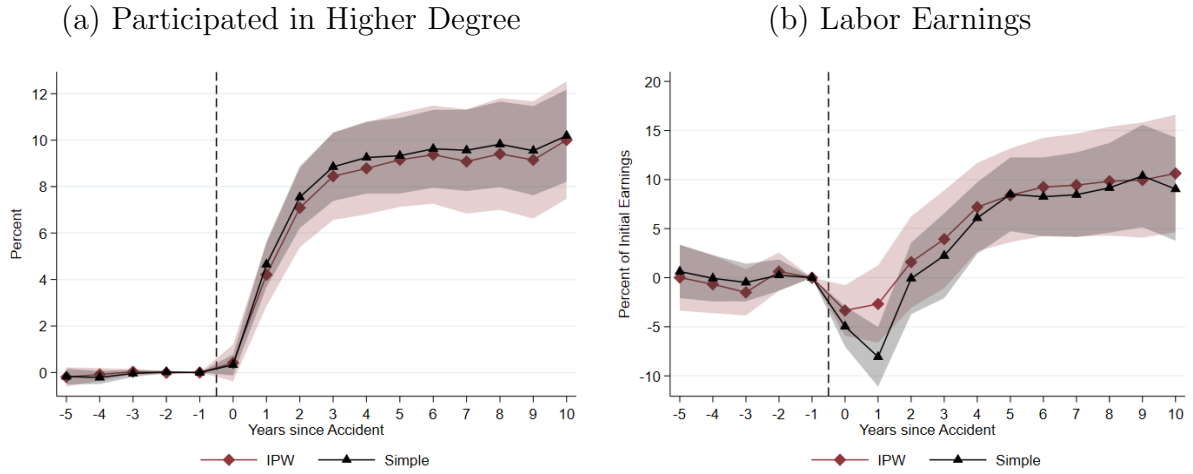 (a) Participated in Higher Degree
Percent
12
10
8
6
4
2
0
-5 -4 -3 -2 -1 0 1 2 3 4 5 6 7 8 9 10
Years since Accident
IPW Simple
(b) Labor Earnings
Percent of Initial Earnings
20
15
10
5
0
-5
-10
-5 -4 -3 -2 -1 0 1 2 3 4 5 6 7 8 9 10
Years since Accident
IPW Simple